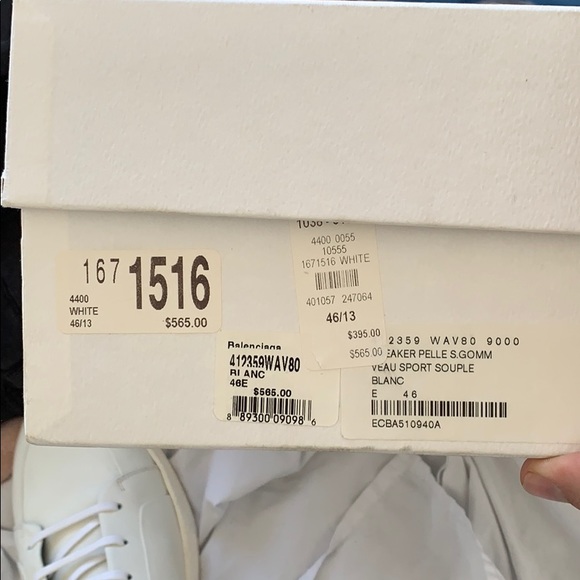 167 1516
4400
WHITE
46/13
$565.00
4400 0055
10555
1671516 WHITE
401057 247064
46/13
$395.00
$565.00
Balenciaga
412359WAV80
BLANC
46E
$565.00
8 89300 09098 6
2359 WAV80 9000
EAKER PELLE S.GOMM
VEAU SPORT SOUPLE
BLANC
E 46
ECBA510940A